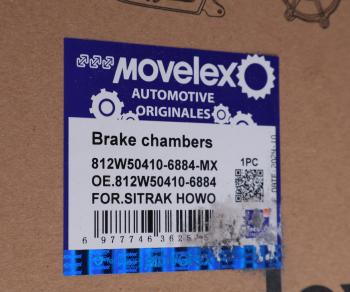 MOVELEX
AUTOMOTIVE
ORIGINALES
Brake chambers
812W50410-6884-MX
1PC
OE.812W50410-6884
FOR.SITRAK HOWO